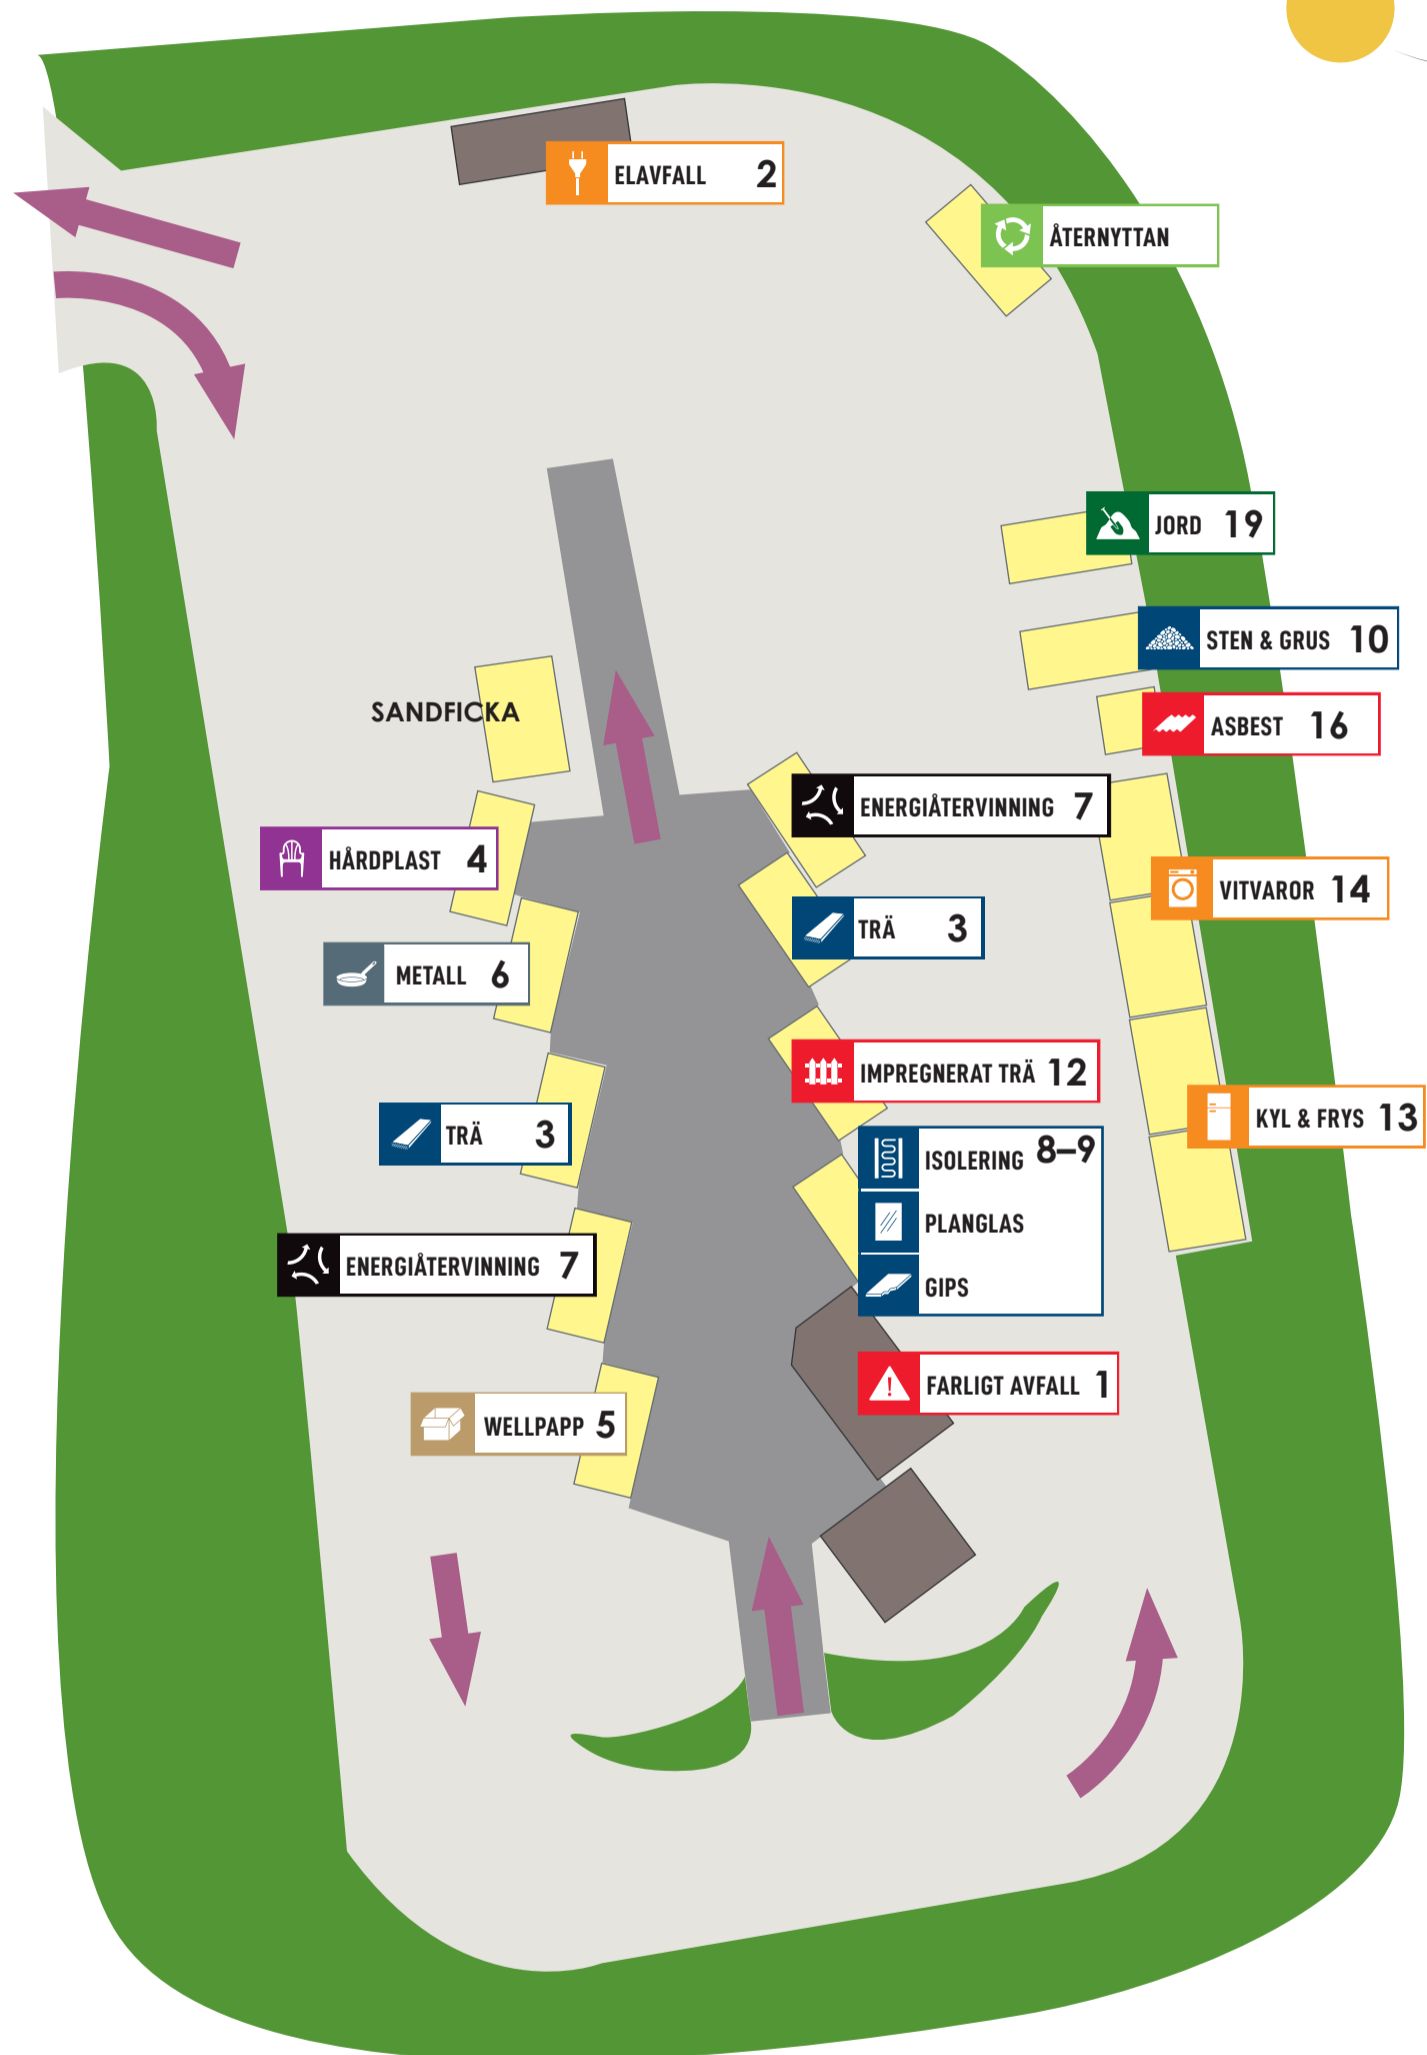 ELAVFALL 2
ÅTERNYTTAN
JORD 19
STEN & GRUS 10
SANDFICKA
ASBEST 16
ENERGIÅTERVINNING 7
HÅRDPLAST 4
VITVAROR 14
TRÄ 3
METALL 6
IMPREGNERAT TRÄ 12
KYL & FRYS 13
TRÄ 3
ISOLERING 8–9
PLANGLAS
ENERGIÅTERVINNING 7
GIPS
FARLIGT AVFALL 1
WELLPAPP 5